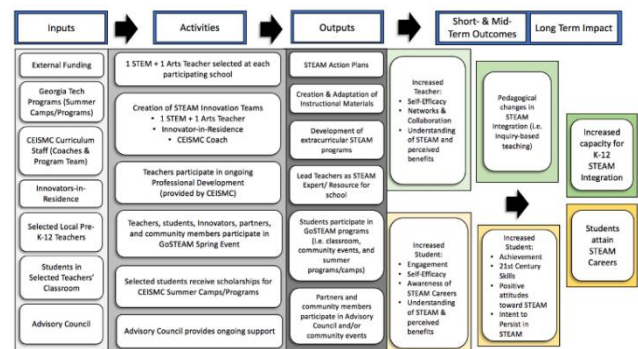 Inputs
Activities
Outputs
Short- & Mid-
Term Outcomes
Long Term Impact
External Funding
Georgia Tech
Programs (Summer
Camps/Programs)
CEISMC Curriculum
Staff (Coaches &
Program Team)
Innovators-in-
Residence
Selected Local Pre-
K-12 Teachers
Students in
Selected Teachers'
Classroom
Advisory Council
1 STEM + 1 Arts Teacher selected at each
participating school
Creation of STEAM Innovation Teams
• 1 STEM + 1 Arts Teacher
• Innovator-in-Residence
• CEISMC Coach
Teachers participate in ongoing
Professional Development
(provided by CEISMC)
Teachers, students, Innovators, partners,
and community members participate in
GoSTEAM Spring Event
Selected students receive scholarships for
CEISMC Summer Camps/Programs
Advisory Council provides ongoing support
STEAM Action Plans
Creation & Adaptation of
Instructional Materials
Development of
extracurricular STEAM
programs
Lead Teachers as STEAM
Expert/ Resource for
school
Students participate in
GoSTEAM programs
(i.e. classroom,
community events, and
summer
programs/camps)
Partners and
community members
participate in Advisory
Council and/or
community events
Increased
Teacher:
• Self-Efficacy
• Networks &
Collaboration
• Understanding
of STEAM and
perceived
benefits
Increased
Student:
• Engagement
• Self-Efficacy
• Awareness of
STEAM Careers
• Understanding
of STEAM &
perceived benefits
Pedagogical
changes in
STEAM
integration (i.e.
Inquiry-based
teaching)
Increased
Student:
• Achievement
• 21st Century
Skills
• Positive
attitudes
toward STEAM
• Intent to
Persist in
STEAM
Increased
capacity for
K-12
STEAM
Integration
Students
attain
STEAM
Careers